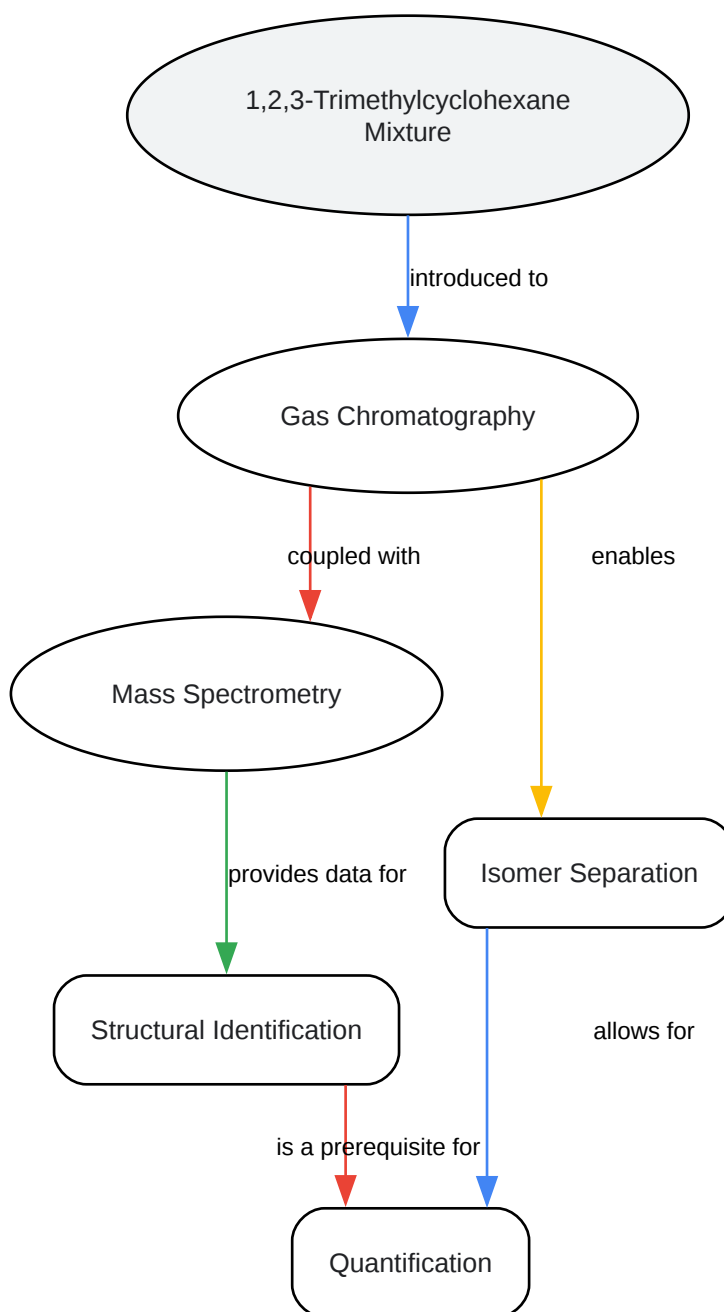 1,2,3-Trimethylcyclohexane
Mixture
introduced to
Gas Chromatography
coupled with
enables
Mass Spectrometry
provides data for
Isomer Separation
Structural Identification
allows for
is a prerequisite for
Quantification